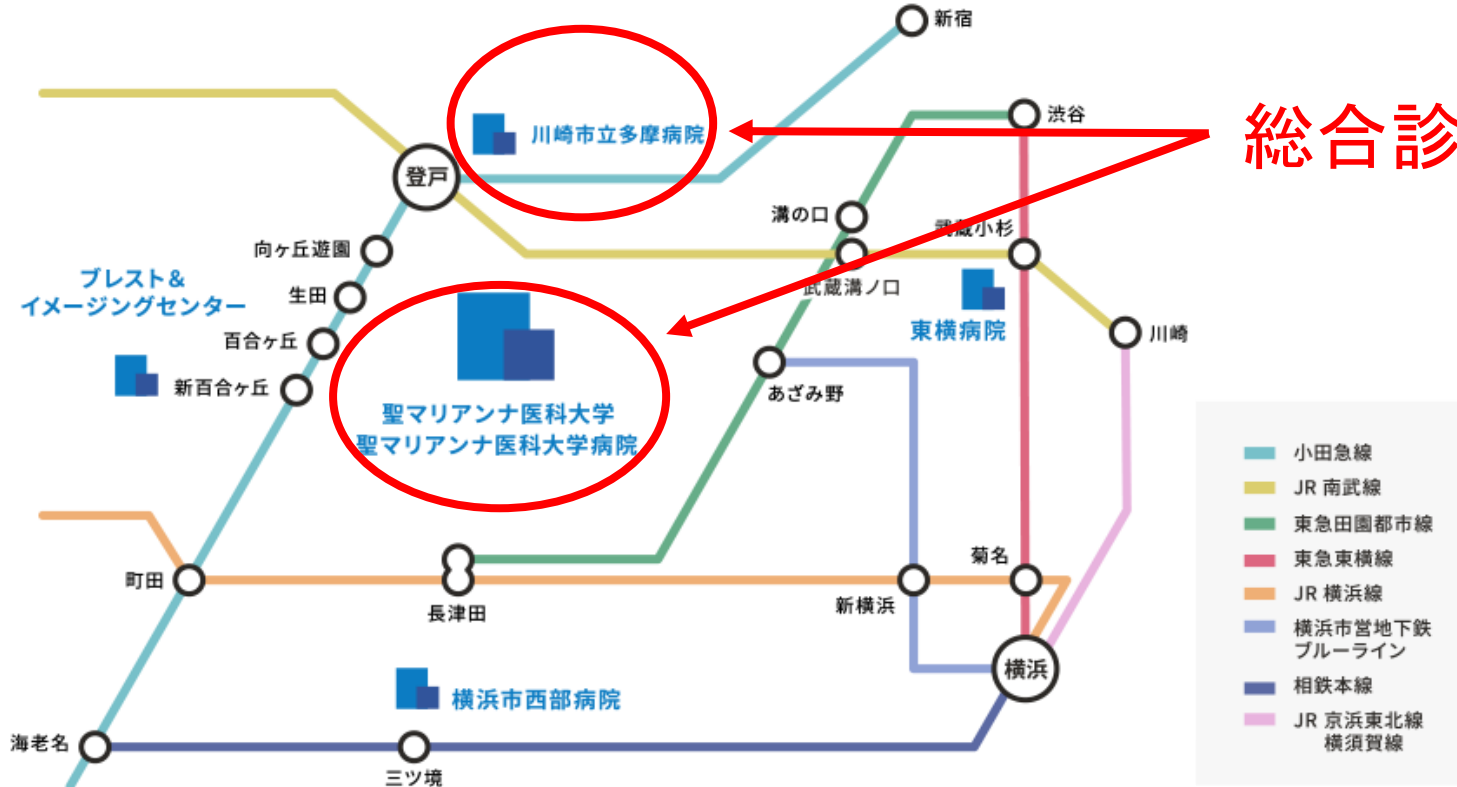 新宿
渋谷
総合診
川崎市立多摩病院
登戸
溝の口
武蔵小杉
向ヶ丘遊園
ブレスト＆
イメージングセンター
生田
武蔵溝ノ口
東横病院
川崎
百合ヶ丘
新百合ヶ丘
あざみ野
聖マリアンナ医科大学
聖マリアンナ医科大学病院
小田急線
JR 南武線
東急田園都市線
東急東横線
JR 横浜線
横浜市営地下鉄
ブルーライン
相鉄本線
JR 京浜東北線
横須賀線
町田
長津田
新横浜
菊名
横浜
横浜市西部病院
海老名
三ツ境